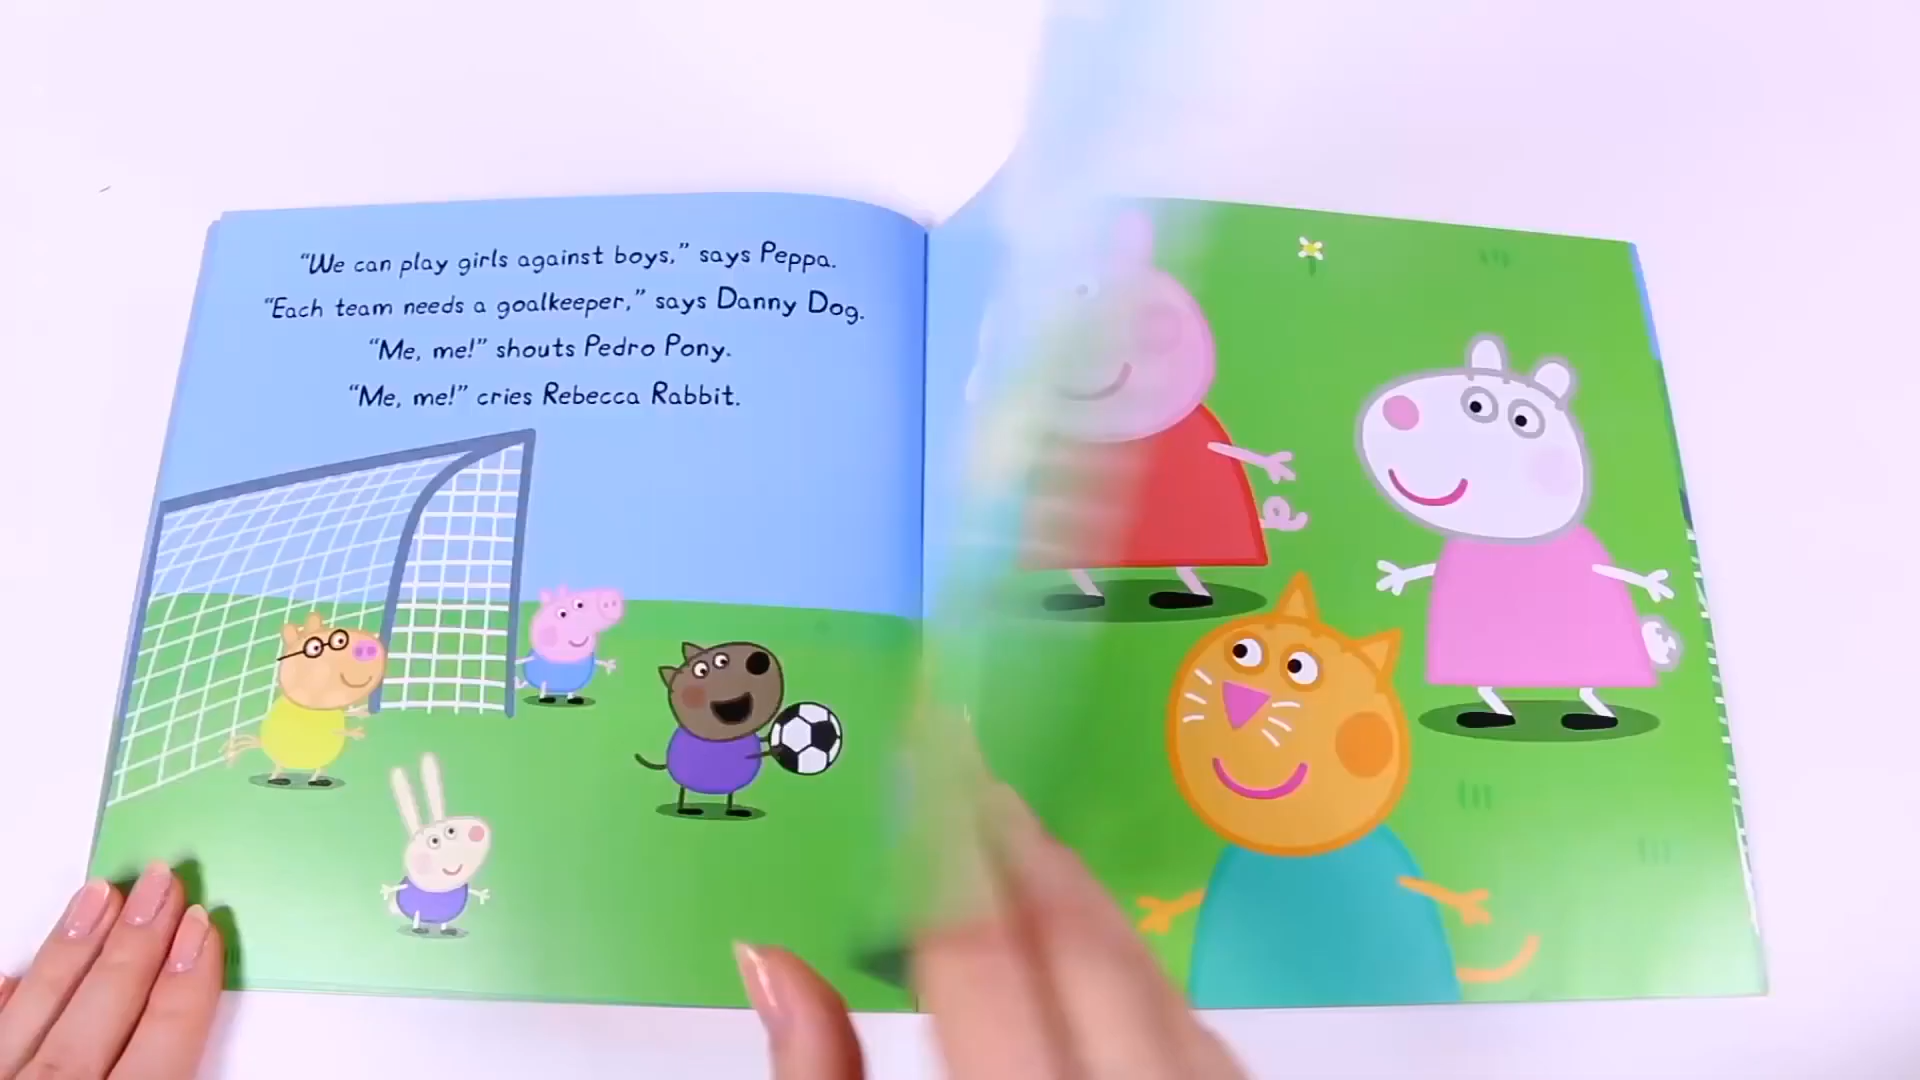 “We can play girls against boys,” says Peppa.
“Each team needs a goalkeeper,” says Danny Dog.
“Me, me!” shouts Pedro Pony.
“Me, me!” cries Rebecca Rabbit.